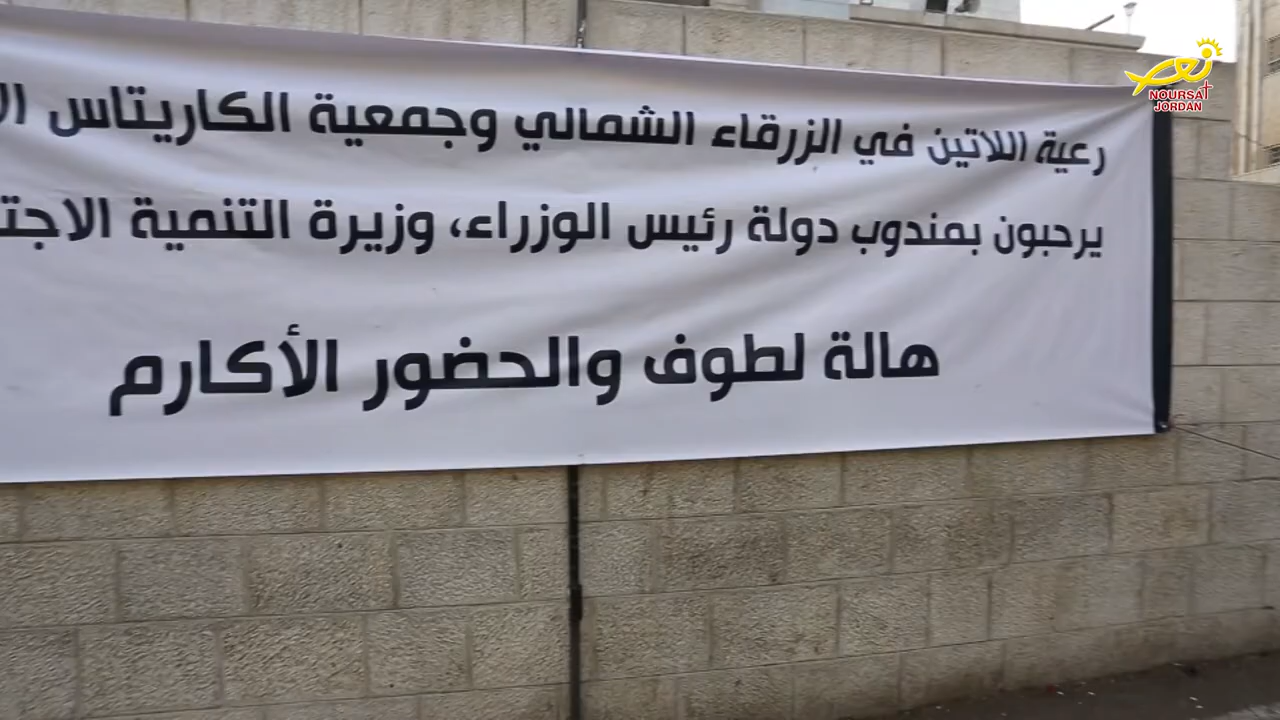 رعية اللاتين في الزرقاء الشمالي وجمعية الكاريتاس
يرحبون بمندوب دولة رئيس الوزراء، وزيرة التنمية
هالة لطوف والحضور الأكارم
NOURSAT
JORDAN